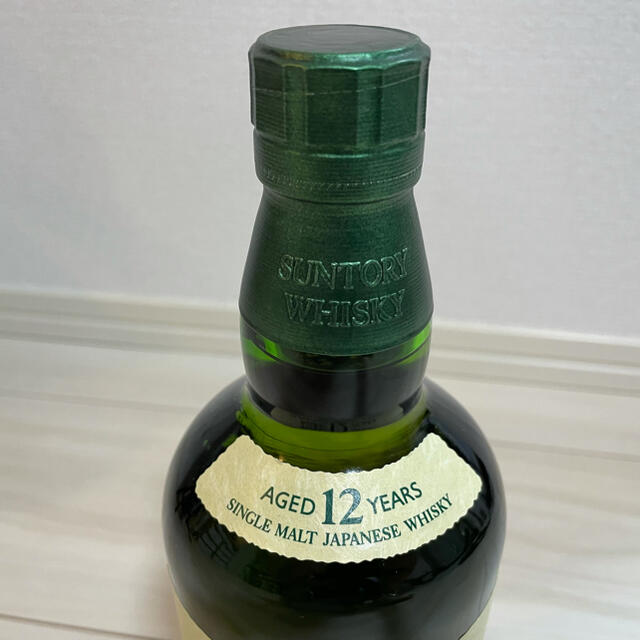 SUNTORY
WHISKY
AGED 12 YEARS
SINGLE MALT JAPANESE WHISKY